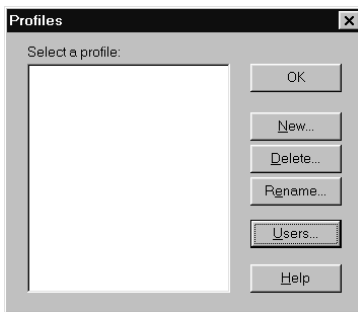 Profiles
Select a profile:
OK
New...
Delete...
Rename...
Users...
Help